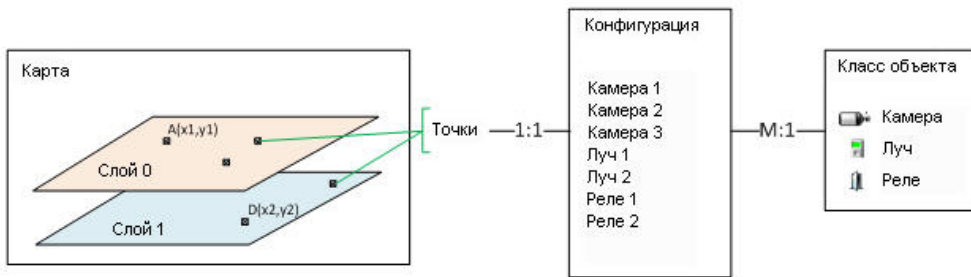 Карта
A(x1,y1)
Слой 0
D(x2,y2)
Слой 1
Точки
1:1
Конфигурация
Камера 1
Камера 2
Камера 3
Луч 1
Луч 2
Реле 1
Реле 2
M:1
Класс объекта
Камера
Луч
Реле